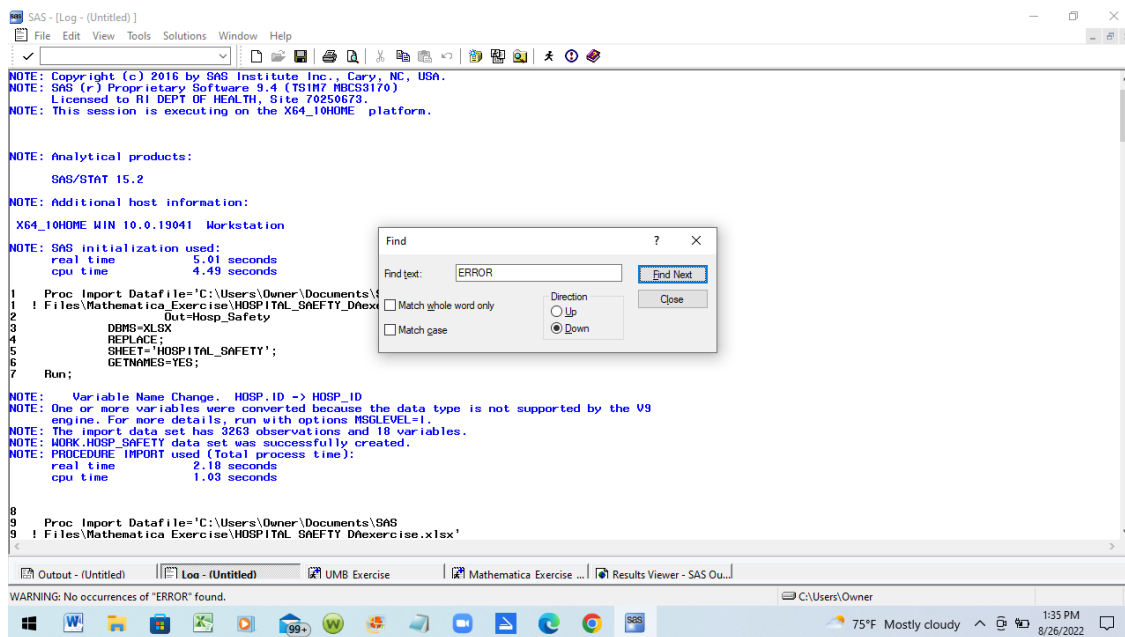 SAS - [Log - (Untitled) ]
File Edit View Tools Solutions Window Help
NOTE: Copyright (c) 2016 by SAS Institute Inc., Cary, NC, USA.
NOTE: SAS (r) Proprietary Software 9.4 (TS1M7 MBCS3170)
Licensed to RI DEPT OF HEALTH, Site 70250673.
NOTE: This session is executing on the X64_10HOME platform.
NOTE: Analytical products:
SAS/STAT 15.2
NOTE: Additional host information:
X64_10HOME WIN 10.0.19041 Workstation
NOTE: SAS initialization used:
real time 5.01 seconds
cpu time 4.49 seconds
1 Proc Import Datafile='C:\Users\Owner\Documents\
1 ! Files\Mathematica_Exercise\HOSPITAL_SAEFTY_DAex
2 Out=Hosp_Safety
3 DBMS=XLSX
4 REPLACE;
5 SHEET='HOSPITAL_SAFETY';
6 GETNAMES=YES;
7 Run;
Find ? ×
Find text: ERROR
Find Next
Match whole word only
Match case
Direction
Up
Down
Close
NOTE: Variable Name Change. HOSP.ID -> HOSP_ID
NOTE: One or more variables were converted because the data type is not supported by the V9
engine. For more details, run with options MSGLEVEL=I.
NOTE: The import data set has 3263 observations and 18 variables.
NOTE: WORK.HOSP_SAFETY data set was successfully created.
NOTE: PROCEDURE IMPORT used (Total process time):
real time 2.18 seconds
cpu time 1.03 seconds
8
9 Proc Import Datafile='C:\Users\Owner\Documents\SAS
9 ! Files\Mathematica Exercise\HOSPITAL SAEFTY DAexercise.xlsx'
Output - (Untitled) Log - (Untitled) UMB Exercise Mathematica Exercise ... Results Viewer - SAS Ou...
WARNING: No occurrences of "ERROR" found. C:\Users\Owner
99+ SAS 75°F Mostly cloudy 1:35 PM
8/26/2022